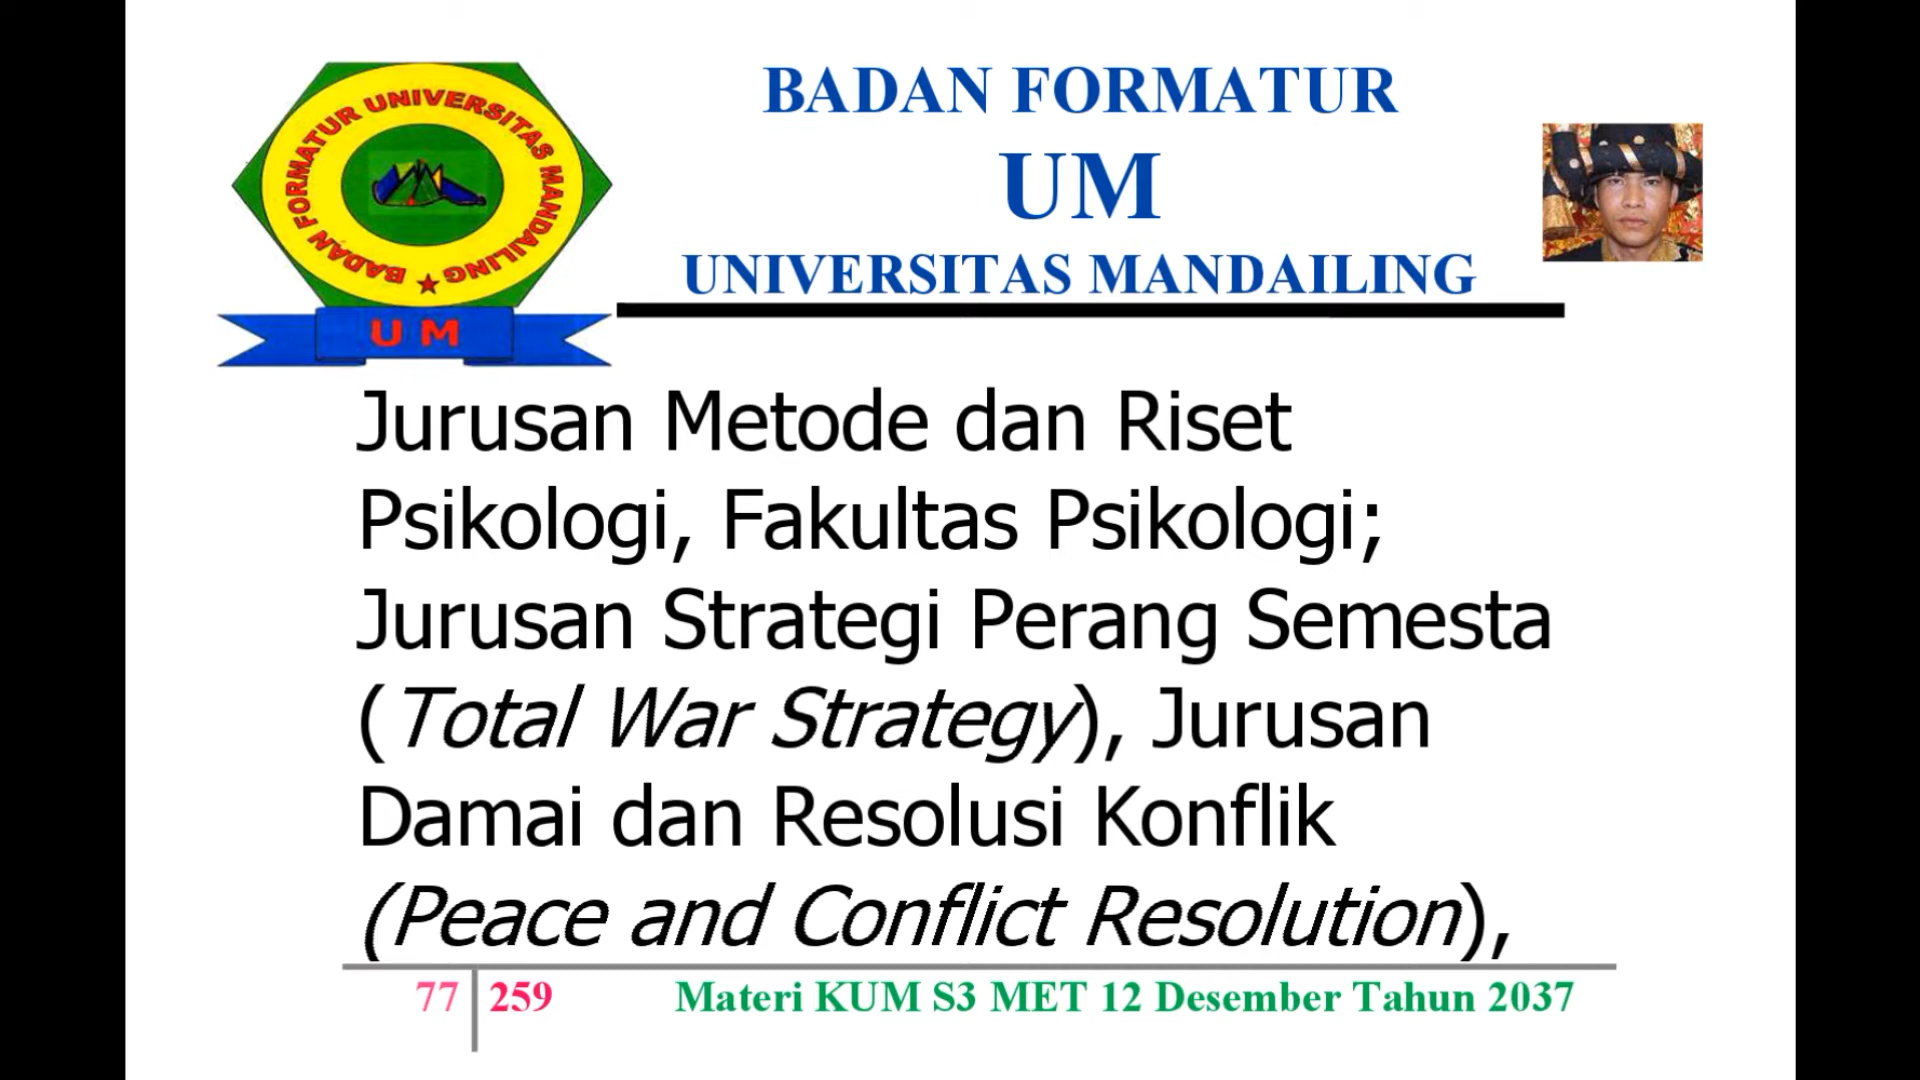 BADAN FORMATUR UNIVERSITAS MANDAILING
U M
BADAN FORMATUR
UM
UNIVERSITAS MANDAILING
Jurusan Metode dan Riset
Psikologi, Fakultas Psikologi;
Jurusan Strategi Perang Semesta
(Total War Strategy), Jurusan
Damai dan Resolusi Konflik
(Peace and Conflict Resolution),
77 259 Materi KUM S3 MET 12 Desember Tahun 2037